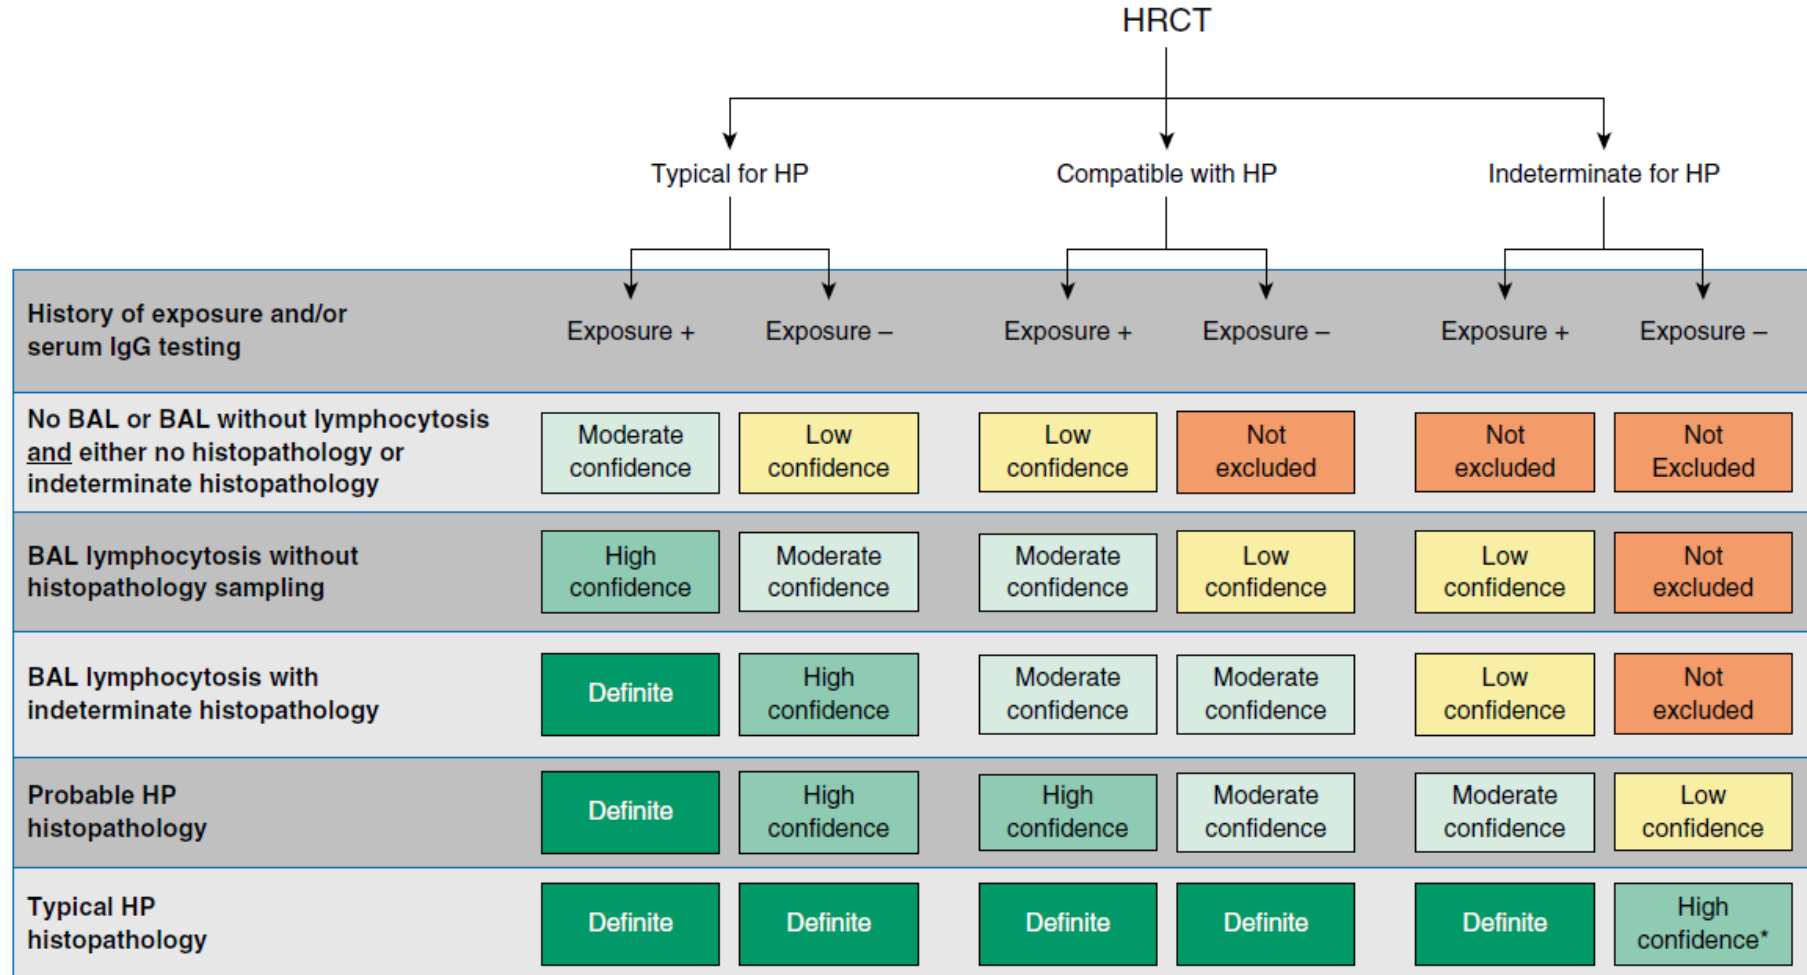 HRCT
Typical for HP
Compatible with HP
Indeterminate for HP
History of exposure and/or
serum IgG testing
Exposure +
Exposure –
Exposure +
Exposure –
Exposure +
Exposure –
No BAL or BAL without lymphocytosis
and either no histopathology or
indeterminate histopathology
Moderate
confidence
Low
confidence
Low
confidence
Not
excluded
Not
excluded
Not
Excluded
BAL lymphocytosis without
histopathology sampling
High
confidence
Moderate
confidence
Moderate
confidence
Low
confidence
Low
confidence
Not
excluded
BAL lymphocytosis with
indeterminate histopathology
Definite
High
confidence
Moderate
confidence
Moderate
confidence
Low
confidence
Not
excluded
Probable HP
histopathology
Definite
High
confidence
High
confidence
Moderate
confidence
Moderate
confidence
Low
confidence
Typical HP
histopathology
Definite
Definite
Definite
Definite
Definite
High
confidence*